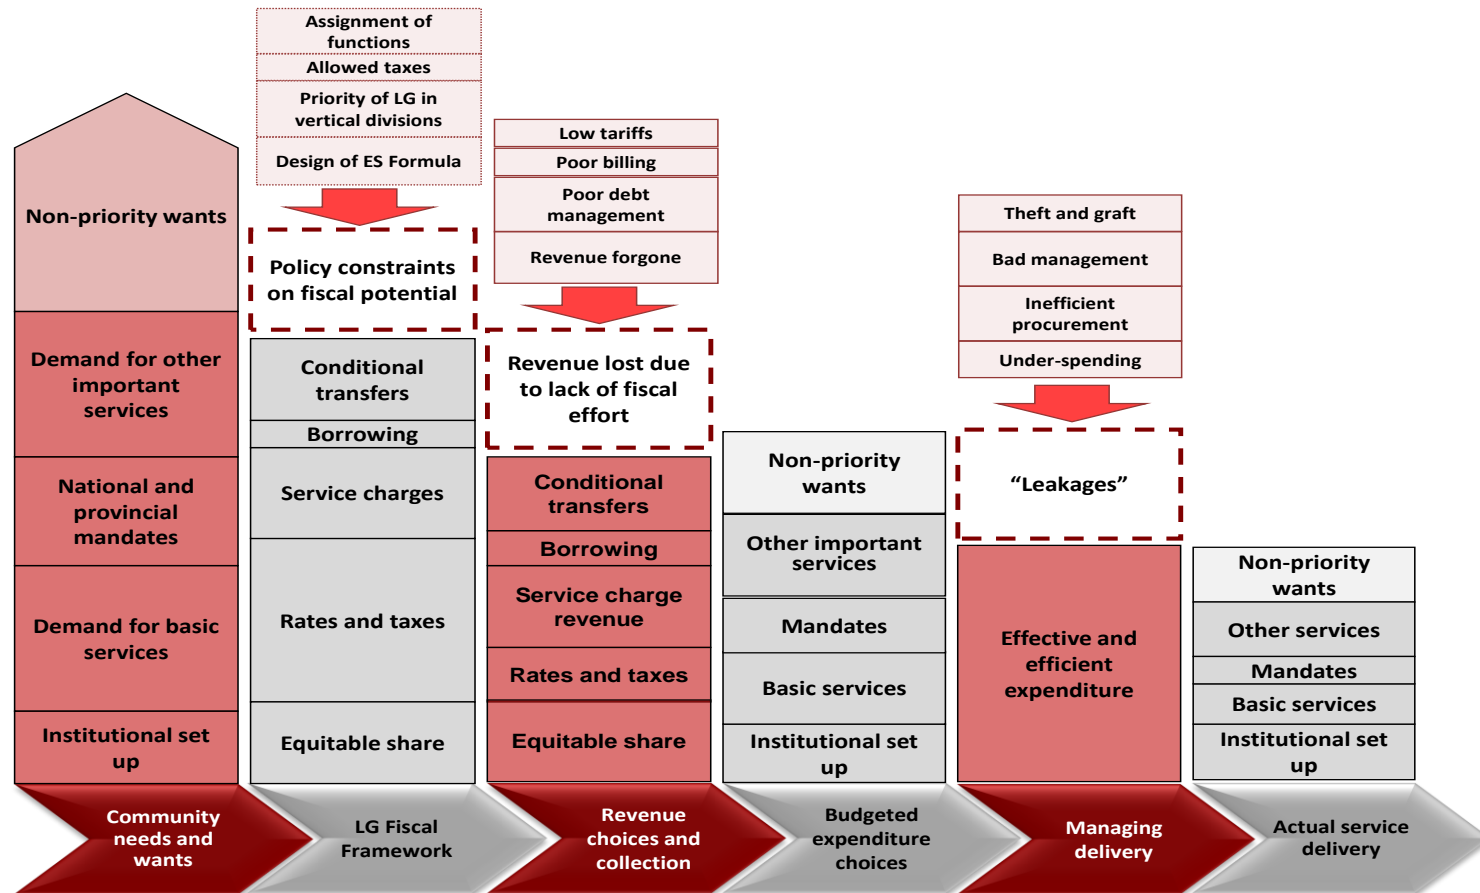 Non-priority wants
Demand for other
important
services
National and
provincial
mandates
Demand for basic
services
Institutional set
up
Community
needs and
wants
Assignment of
functions
Allowed taxes
Priority of LG in
vertical divisions
Design of ES Formula
Policy constraints
on fiscal potential
Conditional
transfers
Borrowing
Service charges
Rates and taxes
Equitable share
LG Fiscal
Framework
Low tariffs
Poor billing
Poor debt
management
Revenue forgone
Revenue lost due
to lack of fiscal
effort
Conditional
transfers
Borrowing
Service charge
revenue
Rates and taxes
Equitable share
Revenue
choices and
collection
Non-priority
wants
Other important
services
Mandates
Basic services
Institutional set
up
Budgeted
expenditure
choices
Theft and graft
Bad management
Inefficient
procurement
Under-spending
“Leakages”
Effective and
efficient
expenditure
Managing
delivery
Non-priority
wants
Other services
Mandates
Basic services
Institutional set
up
Actual service
delivery